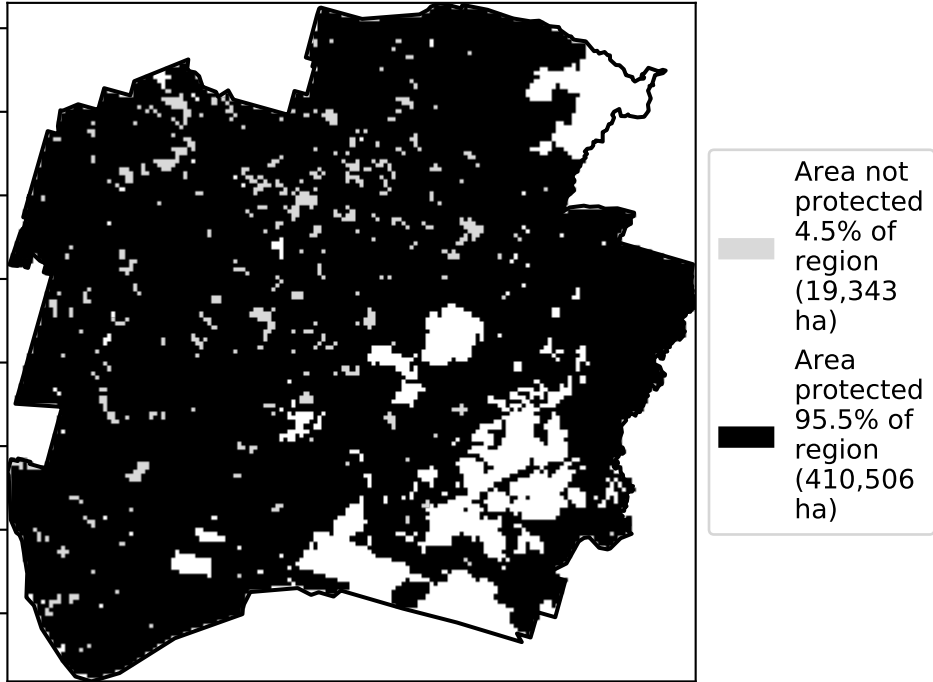 Area not
protected
4.5% of
region
(19,343
ha)
Area
protected
95.5% of
region
(410,506
ha)